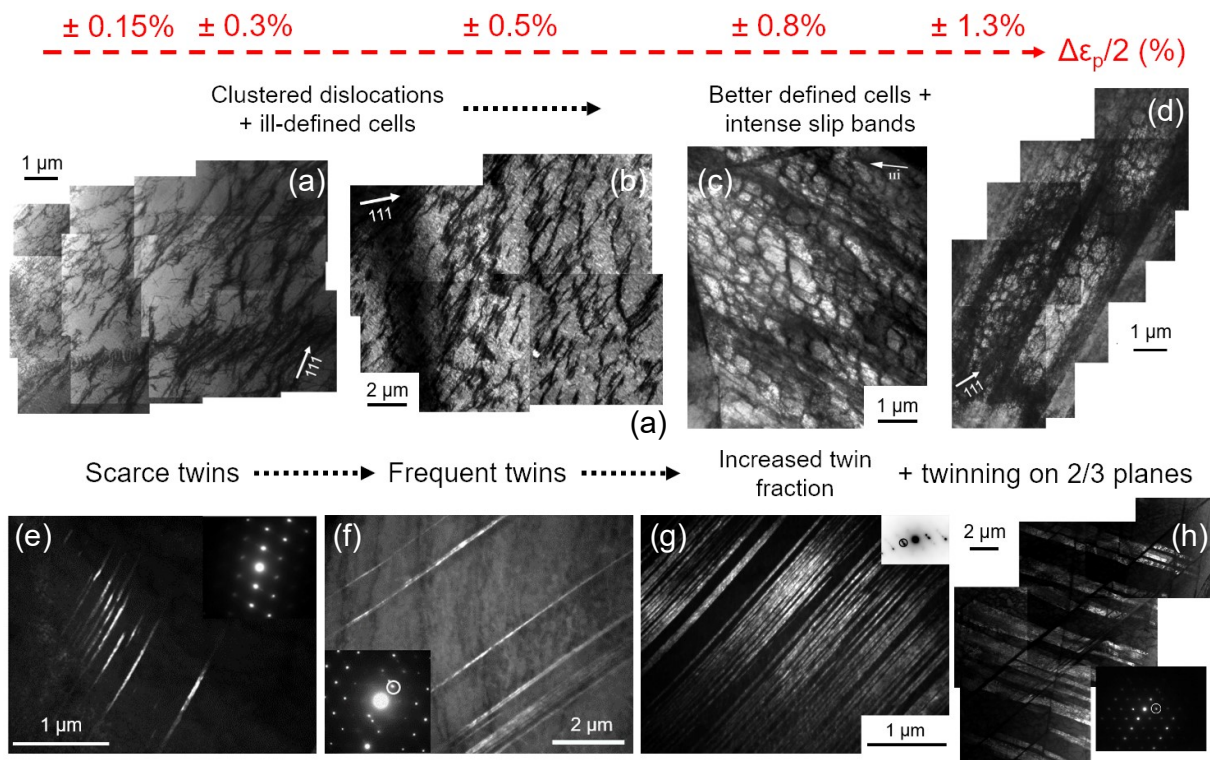 ± 0.15% ± 0.3% ± 0.5% ± 0.8% ± 1.3%
Δεp/2 (%)
Clustered dislocations
+ ill-defined cells
Better defined cells +
intense slip bands
1 µm
(a)
111
(b)
111
2 µm
(a)
(c)
1 µm
(d)
111
1 µm
Scarce twins
Frequent twins
Increased twin
fraction
+ twinning on 2/3 planes
(e)
1 µm
(f)
2 µm
(g)
1 µm
2 µm
(h)